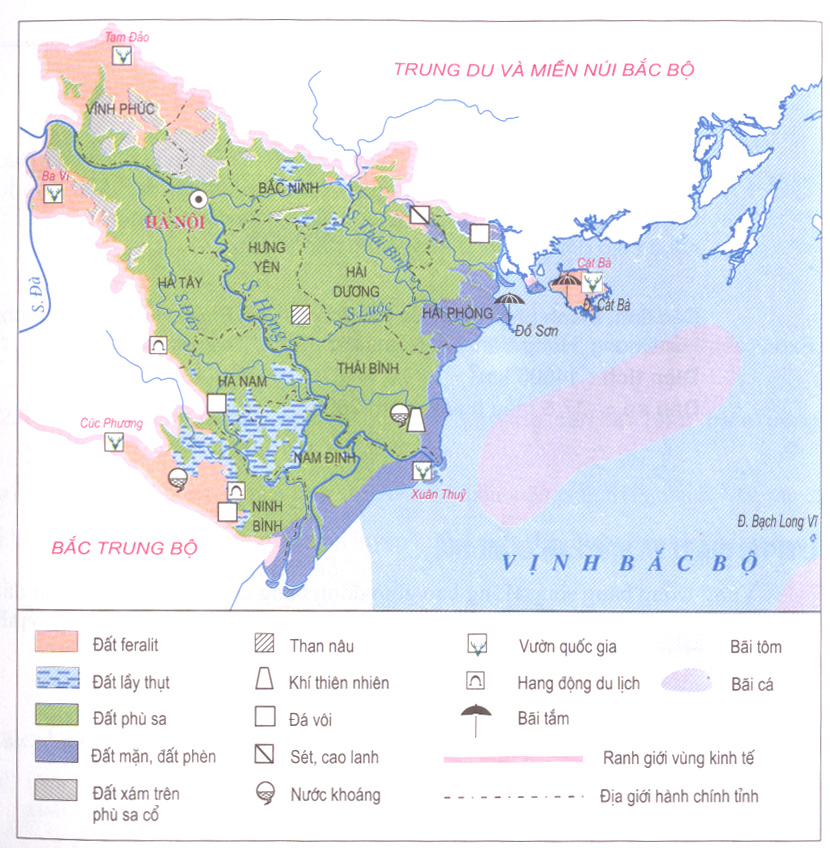 Tam Đảo
TRUNG DU VÀ MIỀN NÚI BẮC BỘ
VĨNH PHÚC
Ba Vì
BẮC NINH
HÀ NỘI
S. Thái Bình
HƯNG
YÊN
HẢI
DƯƠNG
Cát Bà
Đ. Cát Bà
S. Đà
HÀ TÂY
S. Đáy
S. Hồng
S. Luộc
HẢI PHÒNG
Đồ Sơn
THÁI BÌNH
HÀ NAM
Cúc Phương
NAM ĐỊNH
Xuân Thuỷ
NINH
BÌNH
Đ. Bạch Long Vĩ
BẮC TRUNG BỘ
VỊNH BẮC BỘ
Đất feralit
Than nâu
Vườn quốc gia
Bãi tôm
Đất lầy thụt
Khí thiên nhiên
Hang động du lịch
Bãi cá
Đất phù sa
Đá vôi
Bãi tắm
Đất mặn, đất phèn
Sét, cao lanh
Ranh giới vùng kinh tế
Đất xám trên
phù sa cổ
Nước khoáng
Địa giới hành chính tỉnh